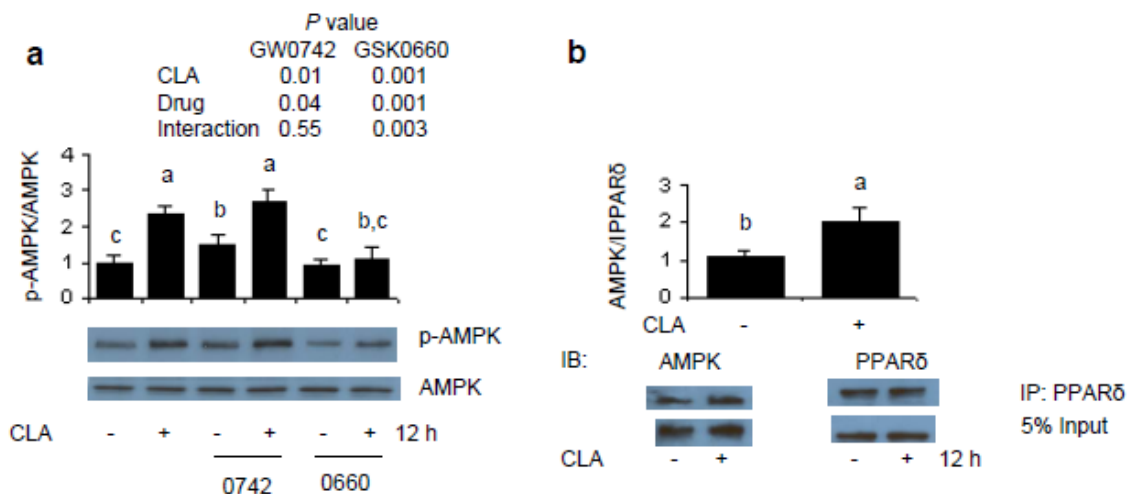 a
P value
GW0742 GSK0660
CLA 0.01 0.001
Drug 0.04 0.001
Interaction 0.55 0.003
p-AMPK/AMPK
4
3
2
1
0
c a b a c b,c
p-AMPK
AMPK
CLA - + - + - + 12 h
0742 0660
b
AMPK/IPPARδ
3
2
1
0
b a
CLA - +
IB: AMPK PPARδ
IP: PPARδ
5% Input
CLA - + - + 12 h